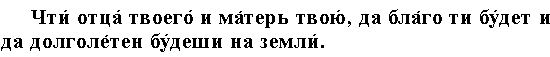 Чти́ отца́ твоего́ и ма́терь твою́, да бла́го ти бу́дет и
да долголе́тен бу́деши на земли́.